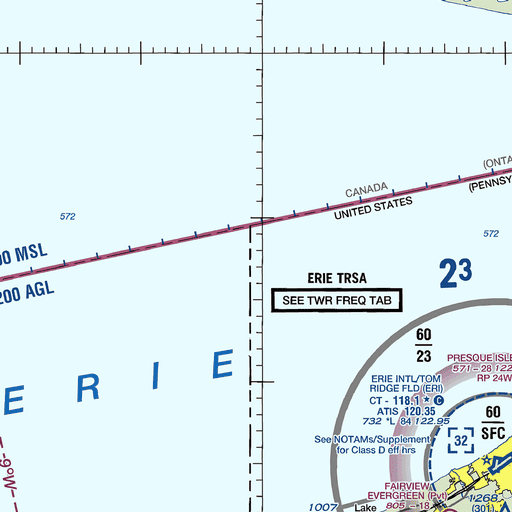 (ONTA
CANADA
(PENNSY
UNITED STATES
572
572
00 MSL
200 AGL
ERIE TRSA
23
SEE TWR FREQ TAB
60
23
PRESQUE ISLE
571 - 28 122
RP 24W
ERIE
ERIE INTL/TOM
RIDGE FLD (ERI)
CT - 118.1 ★ C
ATIS 120.35
732 *L 84 122.95
60
SFC
32
See NOTAMs/Supplement
for Class D eff hrs
-9°W-
FAIRVIEW
EVERGREEN (Pvt)
805 - 18
1007
Lake
1268
(301)